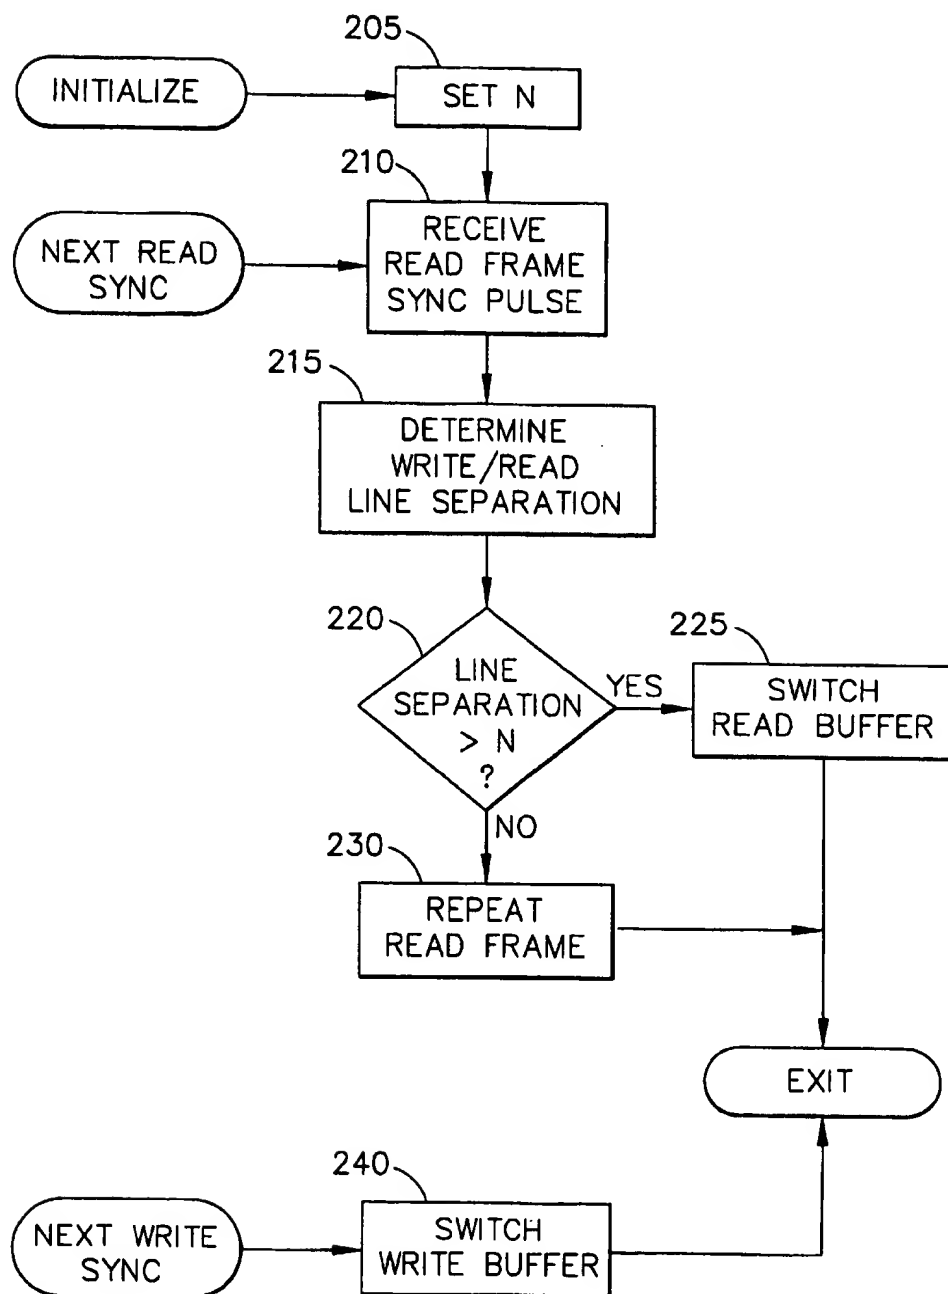 205
INITIALIZE
SET N
210
NEXT READ
SYNC
RECEIVE
READ FRAME
SYNC PULSE
215
DETERMINE
WRITE/READ
LINE SEPARATION
220
LINE
SEPARATION
> N
?
YES
225
SWITCH
READ BUFFER
NO
230
REPEAT
READ FRAME
EXIT
240
NEXT WRITE
SYNC
SWITCH
WRITE BUFFER